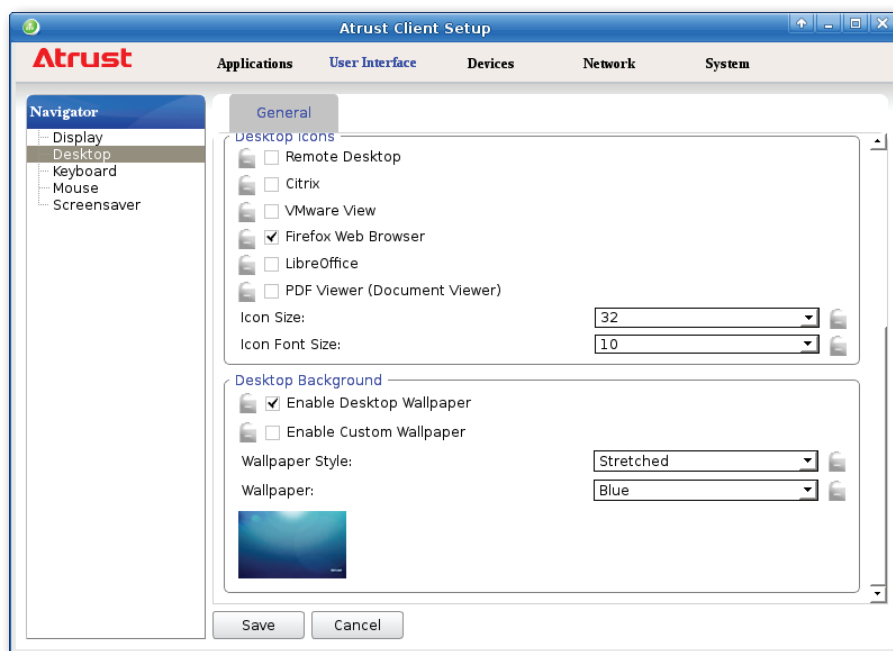 Atrust Client Setup
Atrust
Applications User Interface Devices Network System
Navigator
Display
Desktop
Keyboard
Mouse
Screensaver
General
Desktop Icons
Remote Desktop
Citrix
VMware View
Firefox Web Browser
LibreOffice
PDF Viewer (Document Viewer)
Icon Size: 32
Icon Font Size: 10
Desktop Background
Enable Desktop Wallpaper
Enable Custom Wallpaper
Wallpaper Style: Stretched
Wallpaper: Blue
Save Cancel